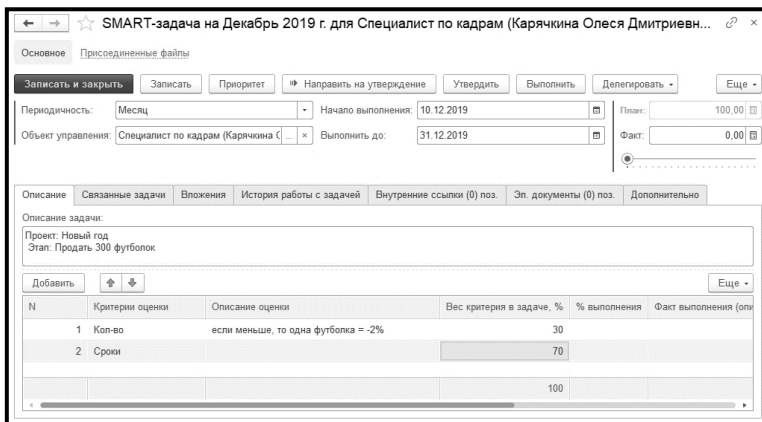 SMART-задача на Декабрь 2019 г. для Специалист по кадрам (Карячкина Олеся Дмитриевн...
Основное Присоединенные файлы
Записать и закрыть Записать Приоритет Направить на утверждение Утвердить Выполнить Делегировать Еще
Периодичность: Месяц Начало выполнения: 10.12.2019 План: 100,00
Объект управления: Специалист по кадрам (Карячкина ( ... × Выполнить до: 31.12.2019 Факт: 0,00
Описание Связанные задачи Вложения История работы с задачей Внутренние ссылки (0) поз. Эл. документы (0) поз. Дополнительно
Описание задачи:
Проект: Новый год
Этап: Продать 300 футболок
Добавить Еще
N Критерии оценки Описание оценки Вес критерия в задаче, % % выполнения Факт выполнения (опи
1 Кол-во если меньше, то одна футболка = -2% 30
2 Сроки 70
100